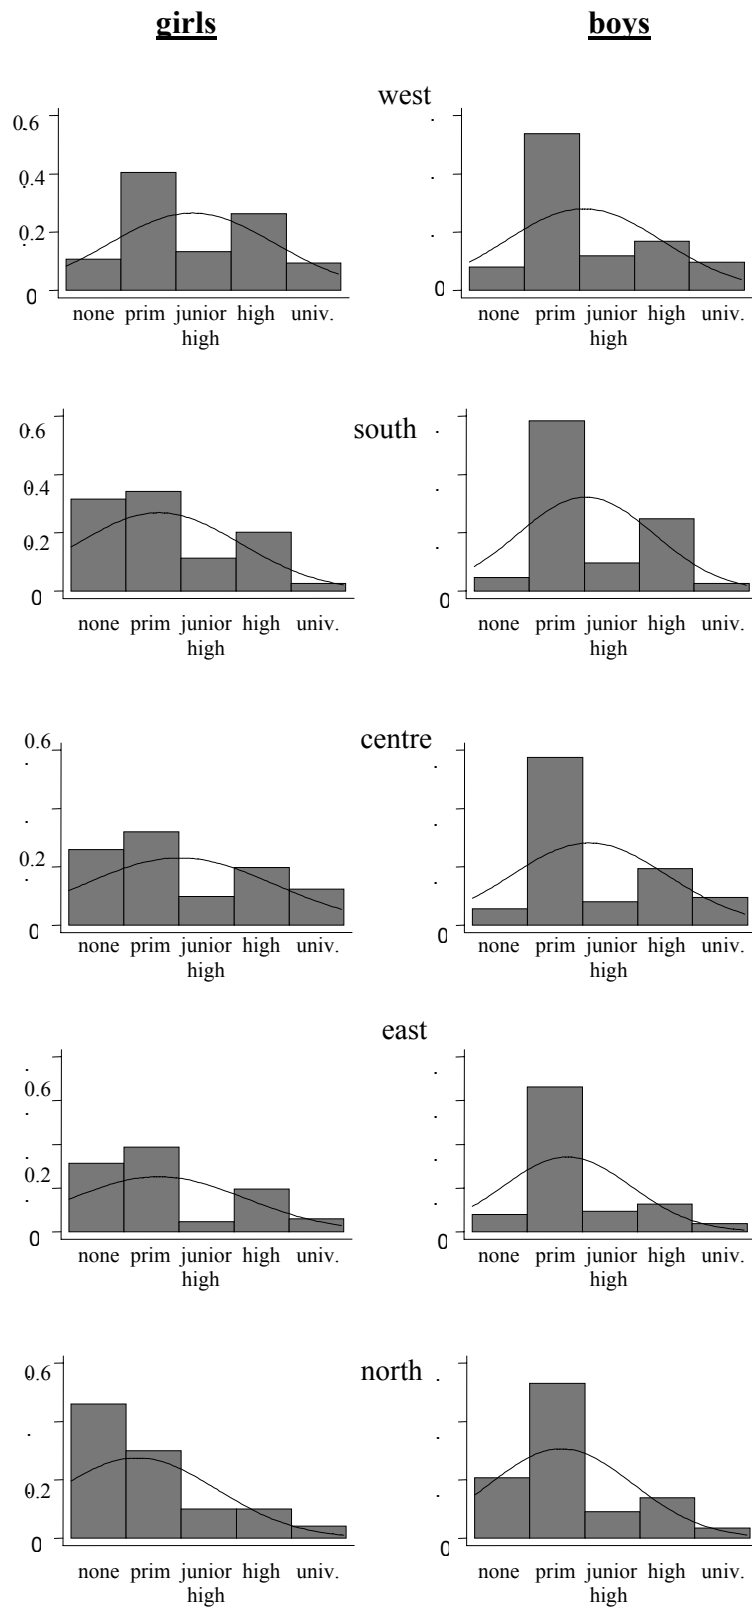 girls boys
west
0.6
0.4
0.2
0 0
none prim junior high univ. none prim junior high univ.
high high
south
0.6
0.4
0.2
0 0
none prim junior high univ. none prim junior high univ.
high high
centre
0.6
0.2
0 0
none prim junior high univ. none prim junior high univ.
high high
east
0.6
0.2
0 0
none prim junior high univ. none prim junior high univ.
high high
north
0.6
0.2
0 0
none prim junior high univ. none prim junior high univ.
high high